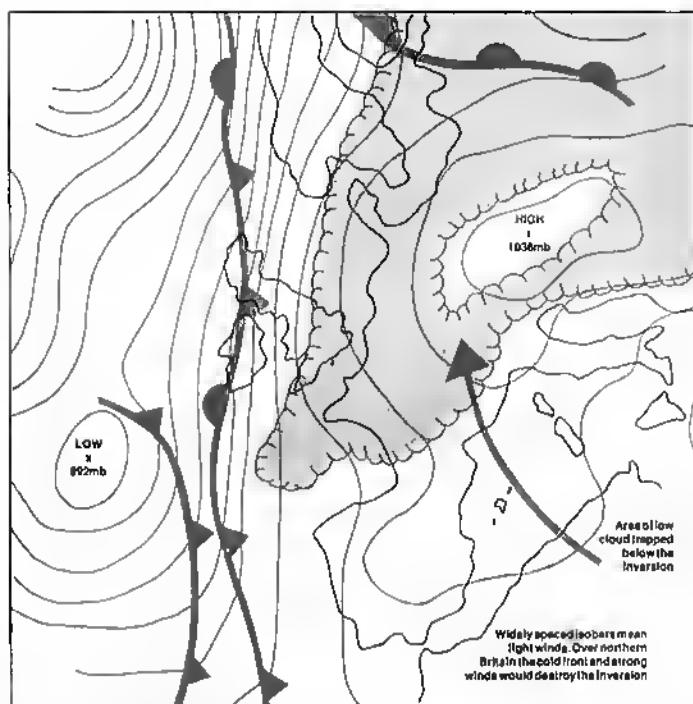 HIGH
x
1036mb
LOW
x
992mb
Area of low
cloud trapped
below the
inversion
Widely spaced isobars mean
light winds. Over northern
Britain the cold front and strong
winds would destroy the inversion